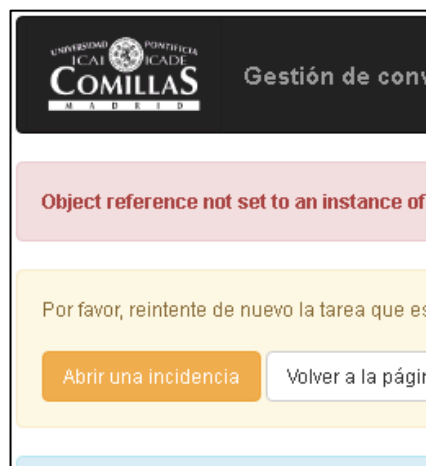 UNIVERSIDAD PONTIFICIA
ICAI ICADE
COMILLAS
MADRID
Gestión de conv
Object reference not set to an instance of
Por favor, reintente de nuevo la tarea que es
Abrir una incidencia
Volver a la págin